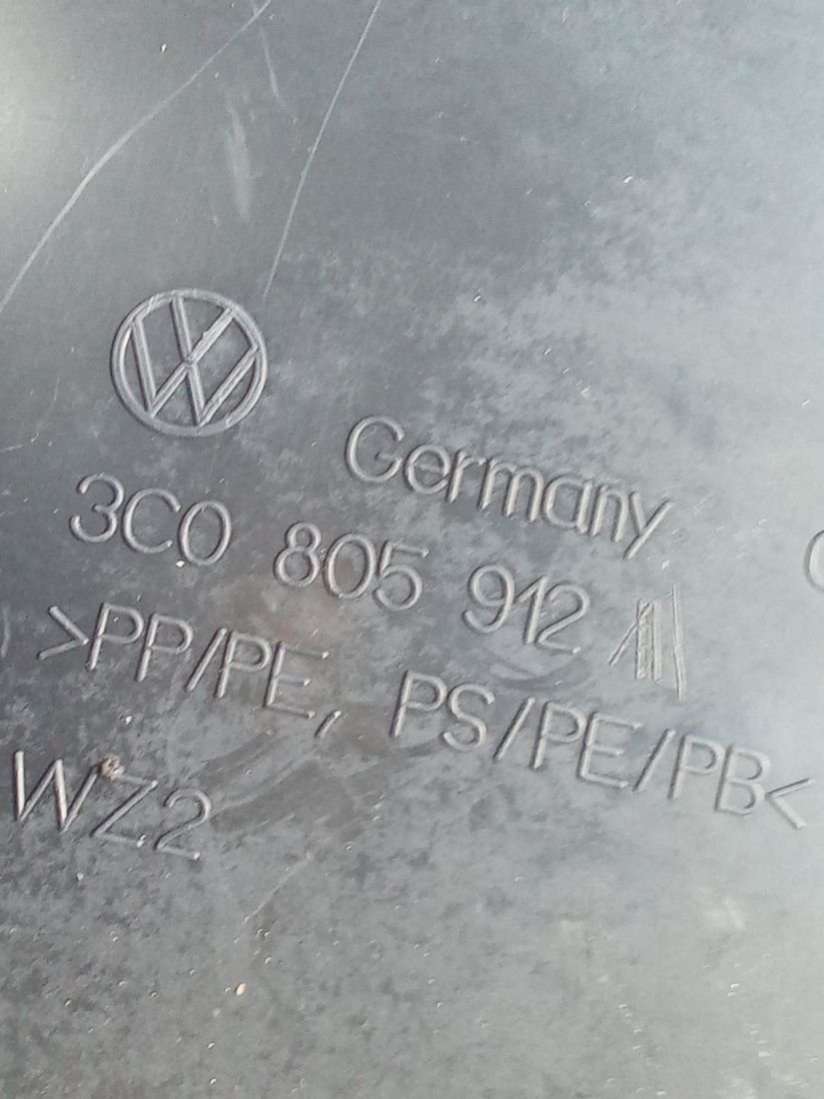 Germany
3C0 805 912
>PP/PE, PS/PE/PB<
WZ2